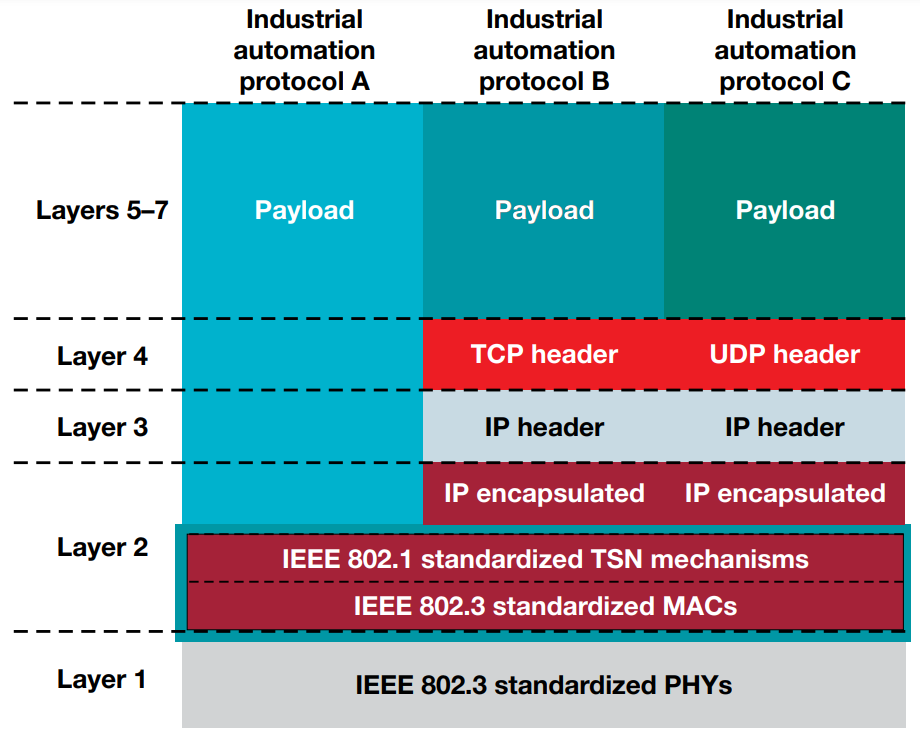 Industrial automation protocol A
Industrial automation protocol B
Industrial automation protocol C
Layers 5–7
Payload
Payload
Payload
Layer 4
TCP header
UDP header
Layer 3
IP header
IP header
IP encapsulated
IP encapsulated
Layer 2
IEEE 802.1 standardized TSN mechanisms
IEEE 802.3 standardized MACs
Layer 1
IEEE 802.3 standardized PHYs